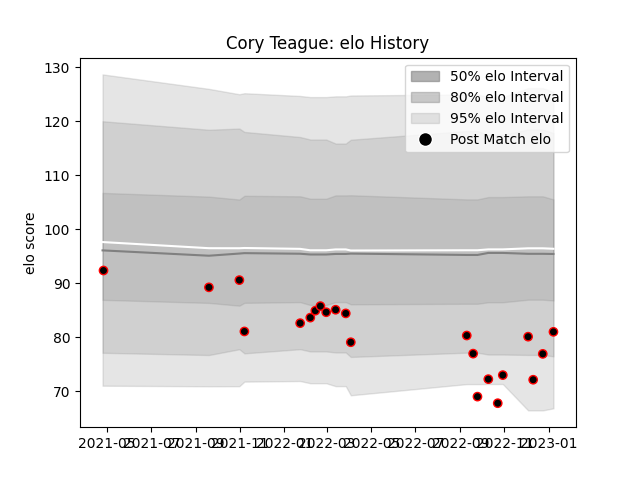 Cory Teague: elo History
50% elo Interval
80% elo Interval
95% elo Interval
Post Match elo
elo score
130
120
110
100
90
80
70
2021-05 2021-07 2021-09 2021-11 2022-01 2022-03 2022-05 2022-07 2022-09 2022-11 2023-01